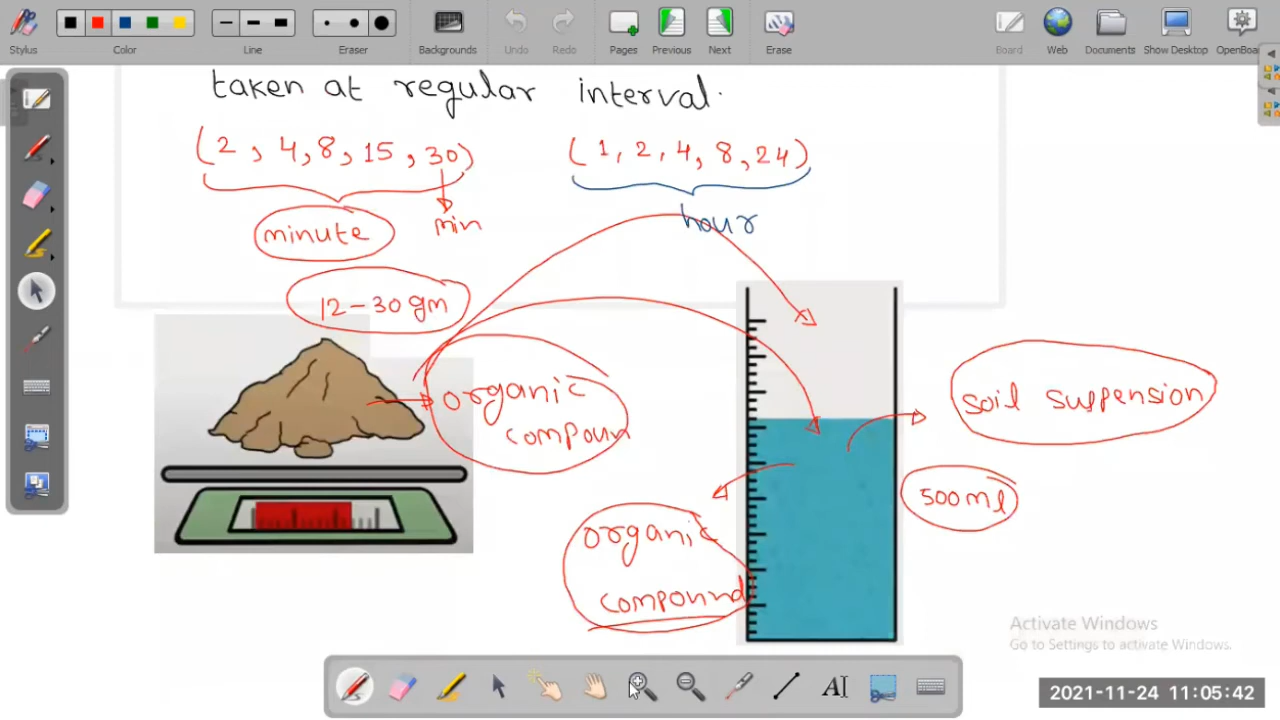 Stylus
Color
Line
Eraser
Backgrounds
Undo
Redo
Pages
Previous
Next
Erase
Board
Web
Documents
Show Desktop
OpenBoa
taken at regular interval.
(2, 4, 8, 15, 30)
(1, 2, 4, 8, 24)
minute
min
hour
12-30 gm
organic
compoun
soil suspension
500 ml
organic
compound
Activate Windows
Go to Settings to activate Windows.
2021-11-24 11:05:42